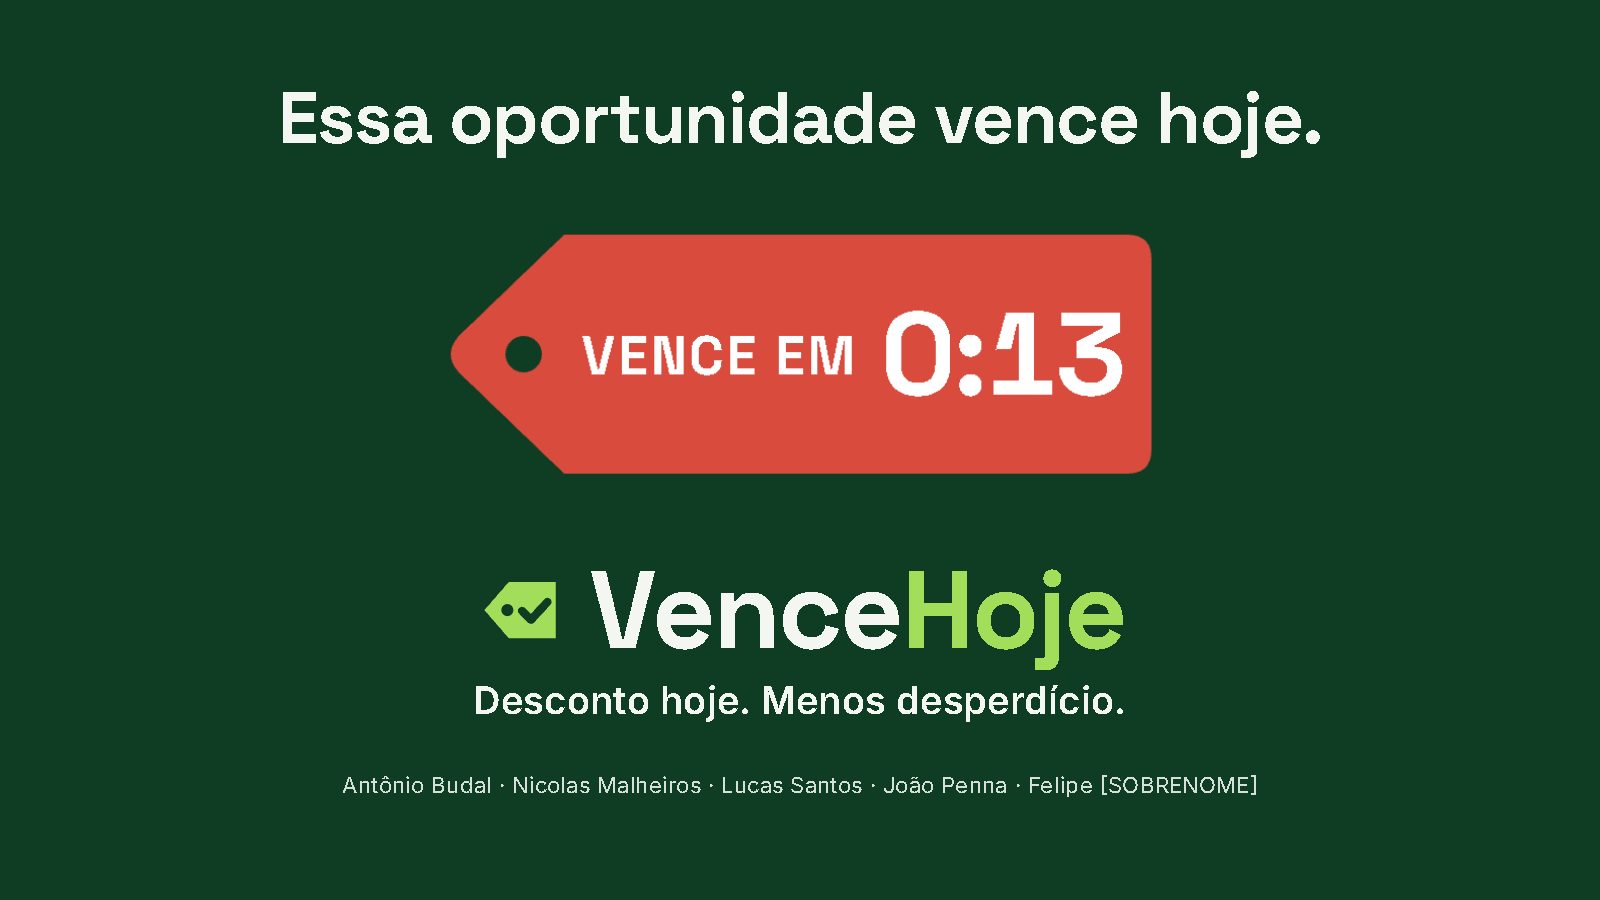 Essa oportunidade vence hoje.
VENCE EM 0:13
VenceHoje
Desconto hoje. Menos desperdício.
Antônio Budal · Nicolas Malheiros · Lucas Santos · João Penna · Felipe [SOBRENOME]